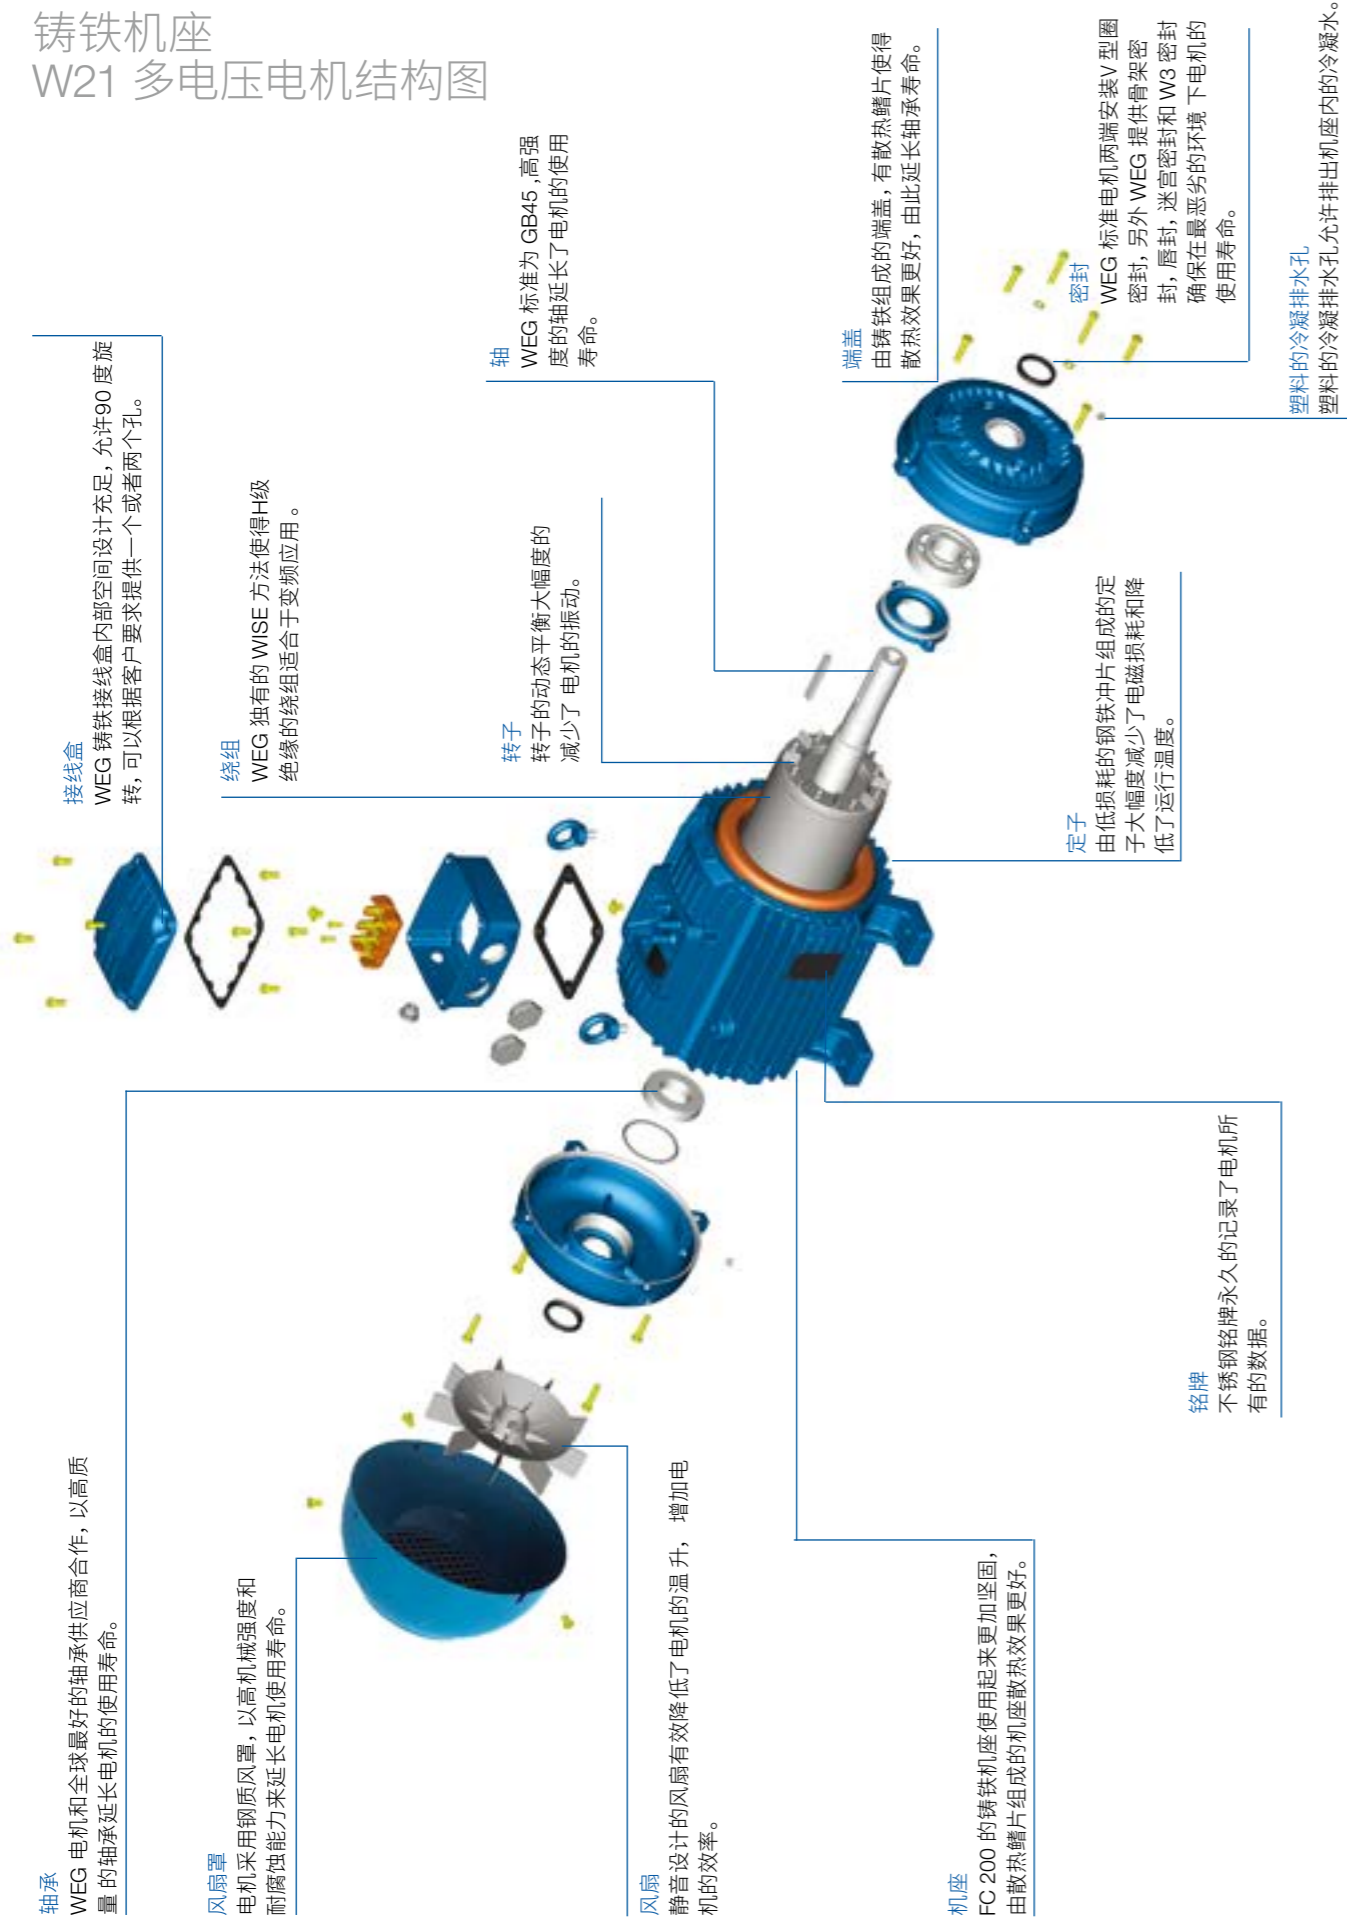 铸铁机座
W21 多电压电机结构图
接线盒
WEG 铸铁接线盒内部空间设计充足, 允许90 度旋
转, 可以根据客户要求提供一个或者两个孔。
绕组
WEG 独有的 WISE 方法使得H级
绝缘的绕组适合于变频应用 。
转子
转子的动态平衡大幅度的
减少了 电机的振动。
轴
WEG 标准为 GB45 ,高强
度的轴延长了电机的使用
寿命。
端盖
由铸铁组成的端盖, 有散热鳍片使得
散热效果更好, 由此延长轴承寿命。
密封
WEG 标准电机两端安装V 型圈
密封, 另外 WEG 提供骨架密
封, 唇封, 迷宫密封和 W3 密封
确保在最恶劣的环境 下电机的
使用寿命。
塑料的冷凝排水孔
塑料的冷凝排水孔允许排出机座内的冷凝水。
定子
由低损耗的钢铁冲片组成的定
子大幅度减少了电磁损耗和降
低了运行温度。
轴承
WEG 电机和全球最好的轴承供应商合作, 以高质
量 的轴承延长电机的使用寿命。
风扇罩
电机采用钢质风罩, 以高机械强度和
耐腐蚀能力来延长电机使用寿命。
风扇
静音设计的风扇有效降低了电机的温 升, 增加电
机的效率。
机座
FC 200 的铸铁机座使用起来更加坚固,
由散热鳍片组成的机座散热效果更好。
铭牌
不锈钢铭牌永久的记录了电机所
有的数据。